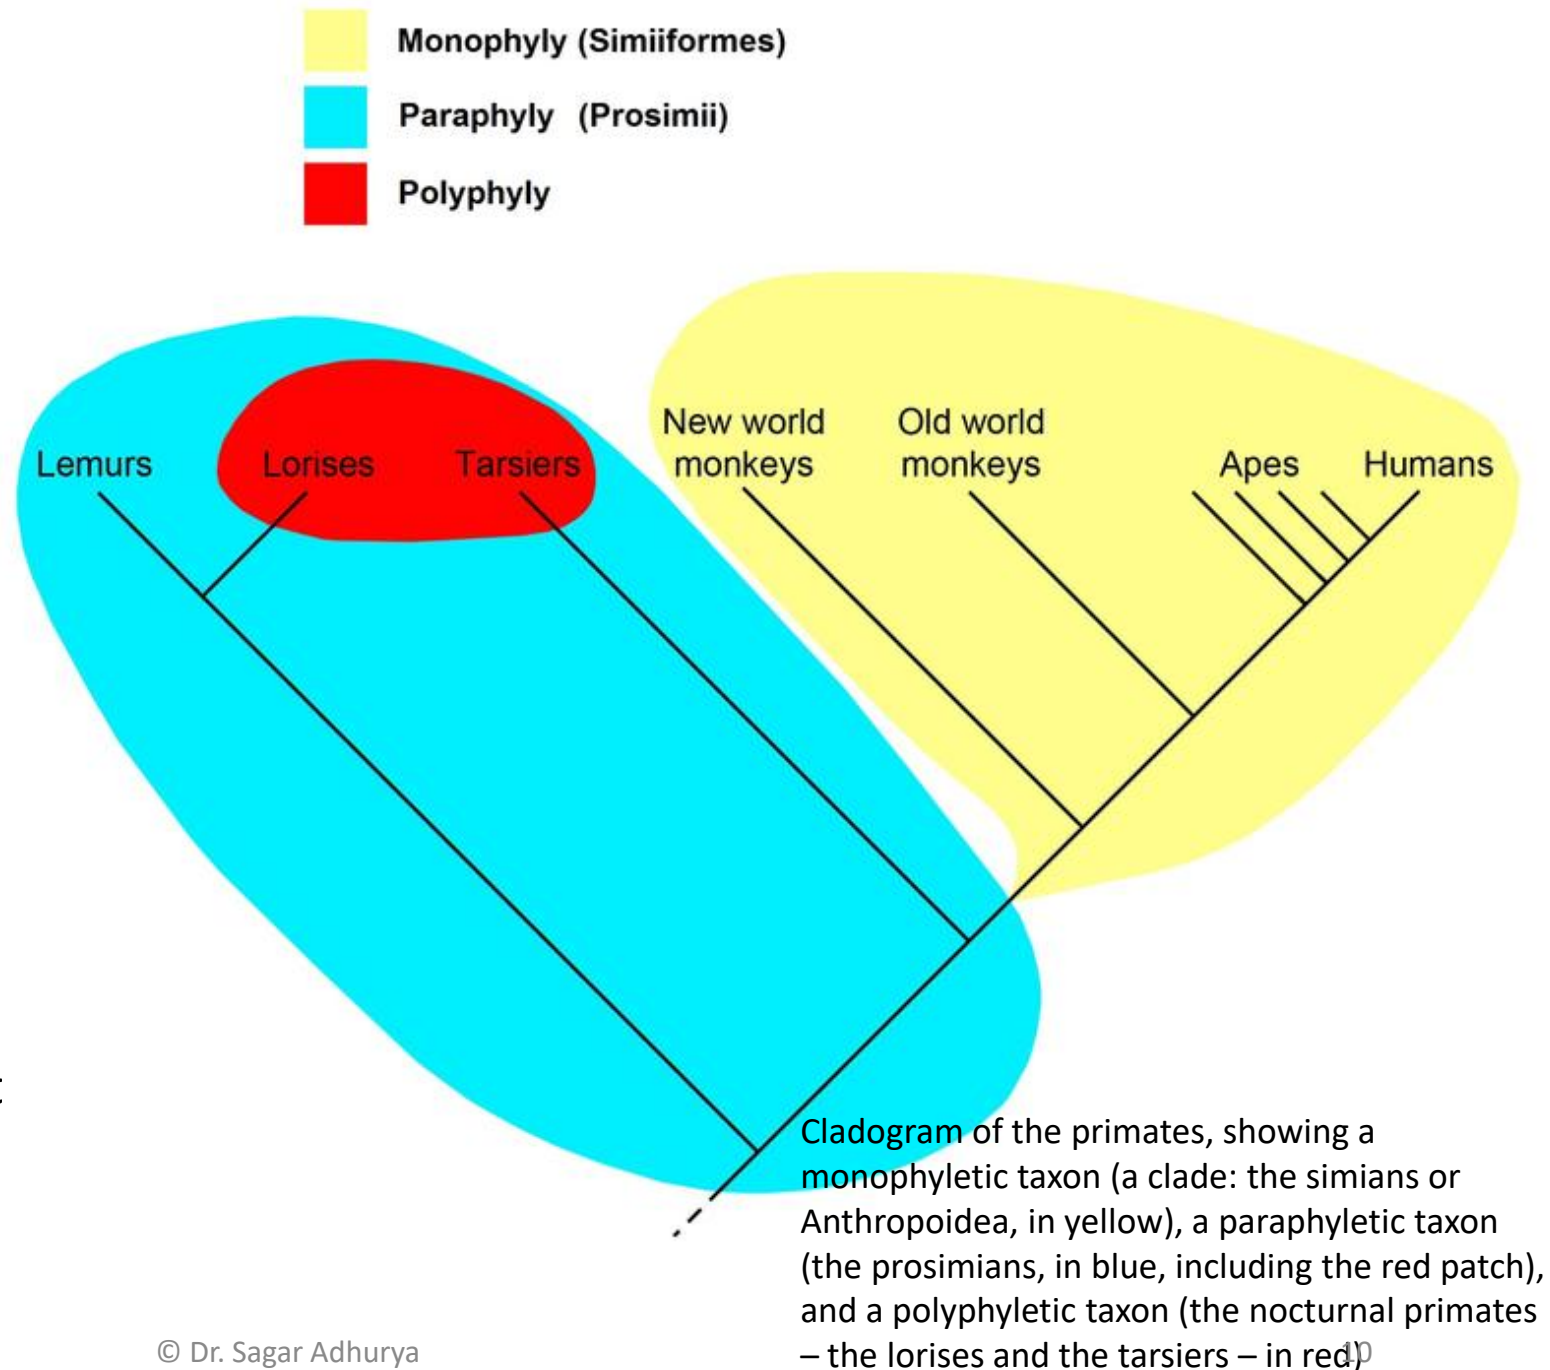 Monophyly (Simiiformes)
Paraphyly (Prosimii)
Polyphyly
Lemurs
Lorises
Tarsiers
New world
monkeys
Old world
monkeys
Apes
Humans
Cladogram of the primates, showing a
monophyletic taxon (a clade: the simians or
Anthropoidea, in yellow), a paraphyletic taxon
(the prosimians, in blue, including the red patch),
and a polyphyletic taxon (the nocturnal primates
– the lorises and the tarsiers – in red)
© Dr. Sagar Adhurya
10